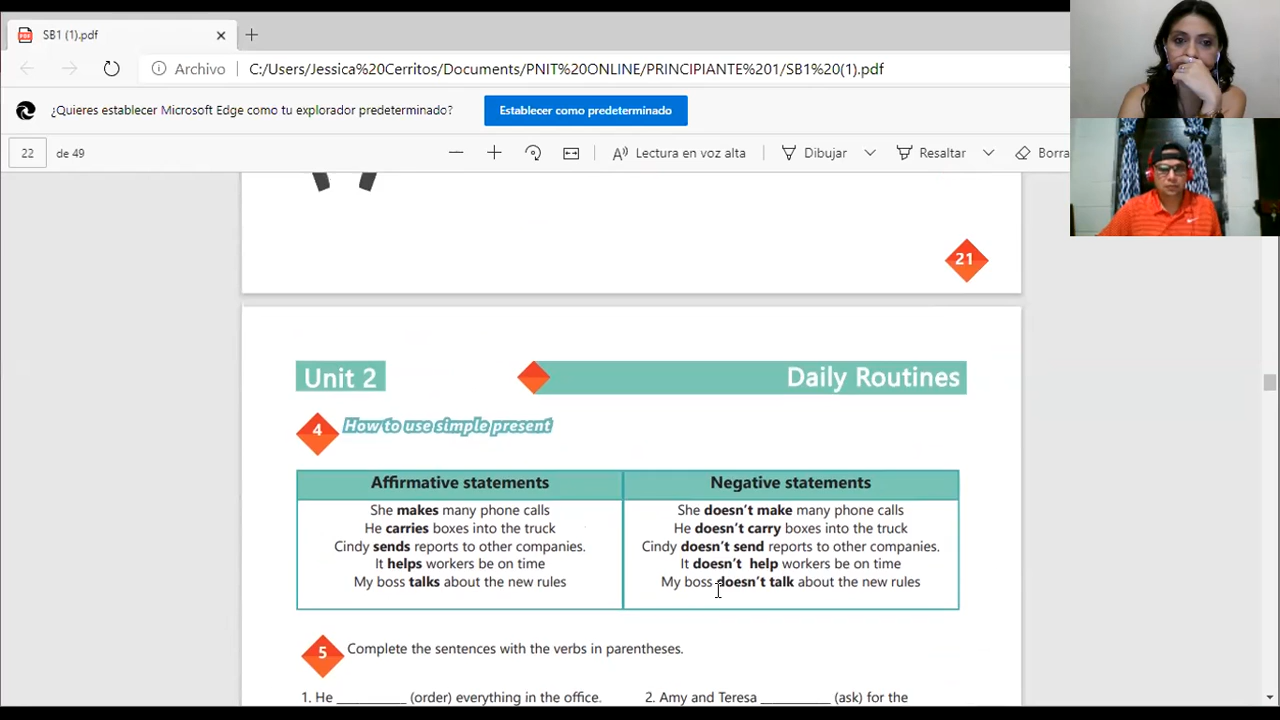 SB1 (1).pdf
Archivo
C:/Users/Jessica%20Cerritos/Documents/PNIT%20ONLINE/PRINCIPIANTE%201/SB1%20(1).pdf
¿Quieres establecer Microsoft Edge como tu explorador predeterminado?
Establecer como predeterminado
22 de 49
Lectura en voz alta
Dibujar
Resaltar
Borra
21
Unit 2
Daily Routines
4 How to use simple present
Affirmative statements
She makes many phone calls
He carries boxes into the truck
Cindy sends reports to other companies.
It helps workers be on time
My boss talks about the new rules
Negative statements
She doesn't make many phone calls
He doesn't carry boxes into the truck
Cindy doesn't send reports to other companies.
It doesn't help workers be on time
My boss doesn't talk about the new rules
5 Complete the sentences with the verbs in parentheses.
1. He __________ (order) everything in the office.
2. Amy and Teresa __________ (ask) for the